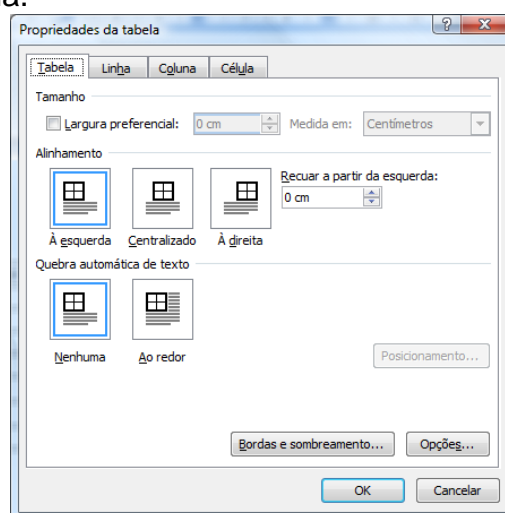 Propriedades da tabela
Tabela Linha Coluna Célula
Tamanho
Largura preferencial: 0 cm Medida em: Centímetros
Alinhamento
Recuar a partir da esquerda:
0 cm
À esquerda Centralizado À direita
Quebra automática de texto
Nenhuma Ao redor
Posicionamento...
Bordas e sombreamento... Opções...
OK Cancelar